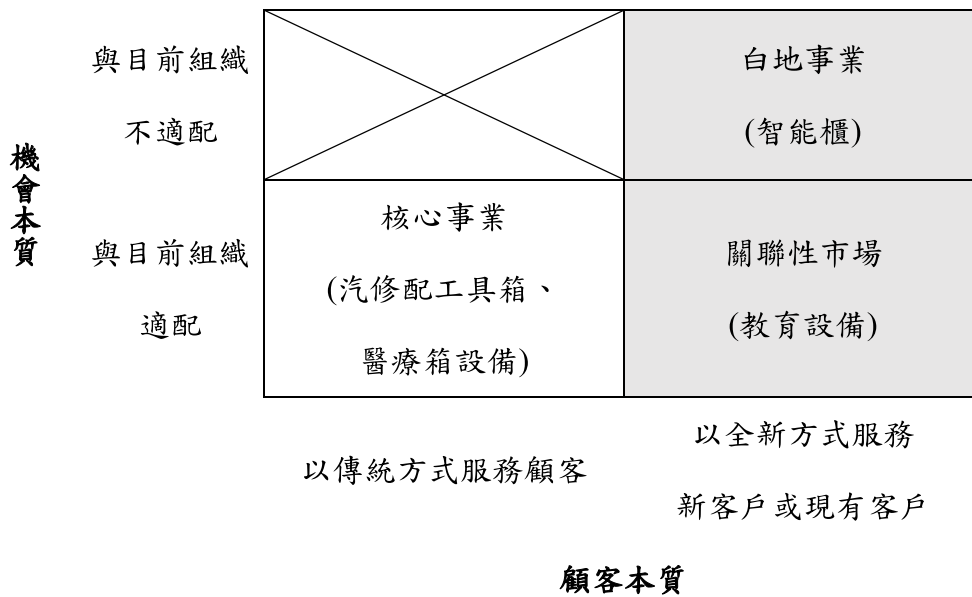 機會本質
與目前組織
不適配
白地事業
(智能櫃)
與目前組織
適配
核心事業
(汽修配工具箱、
醫療箱設備)
關聯性市場
(教育設備)
以傳統方式服務顧客
以全新方式服務
新客戶或現有客戶
顧客本質